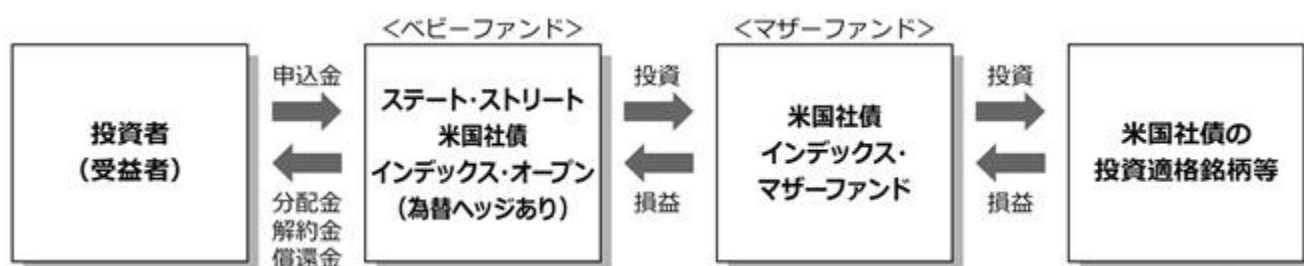 <ベビーファンド>
<マザーファンド>
投資者
(受益者)
申込金
分配金
解約金
償還金
ステート・ストリート
米国社債
インデックス・オープン
(為替ヘッジあり)
投資
損益
米国社債
インデックス・
マザーファンド
投資
損益
米国社債の
投資適格銘柄等